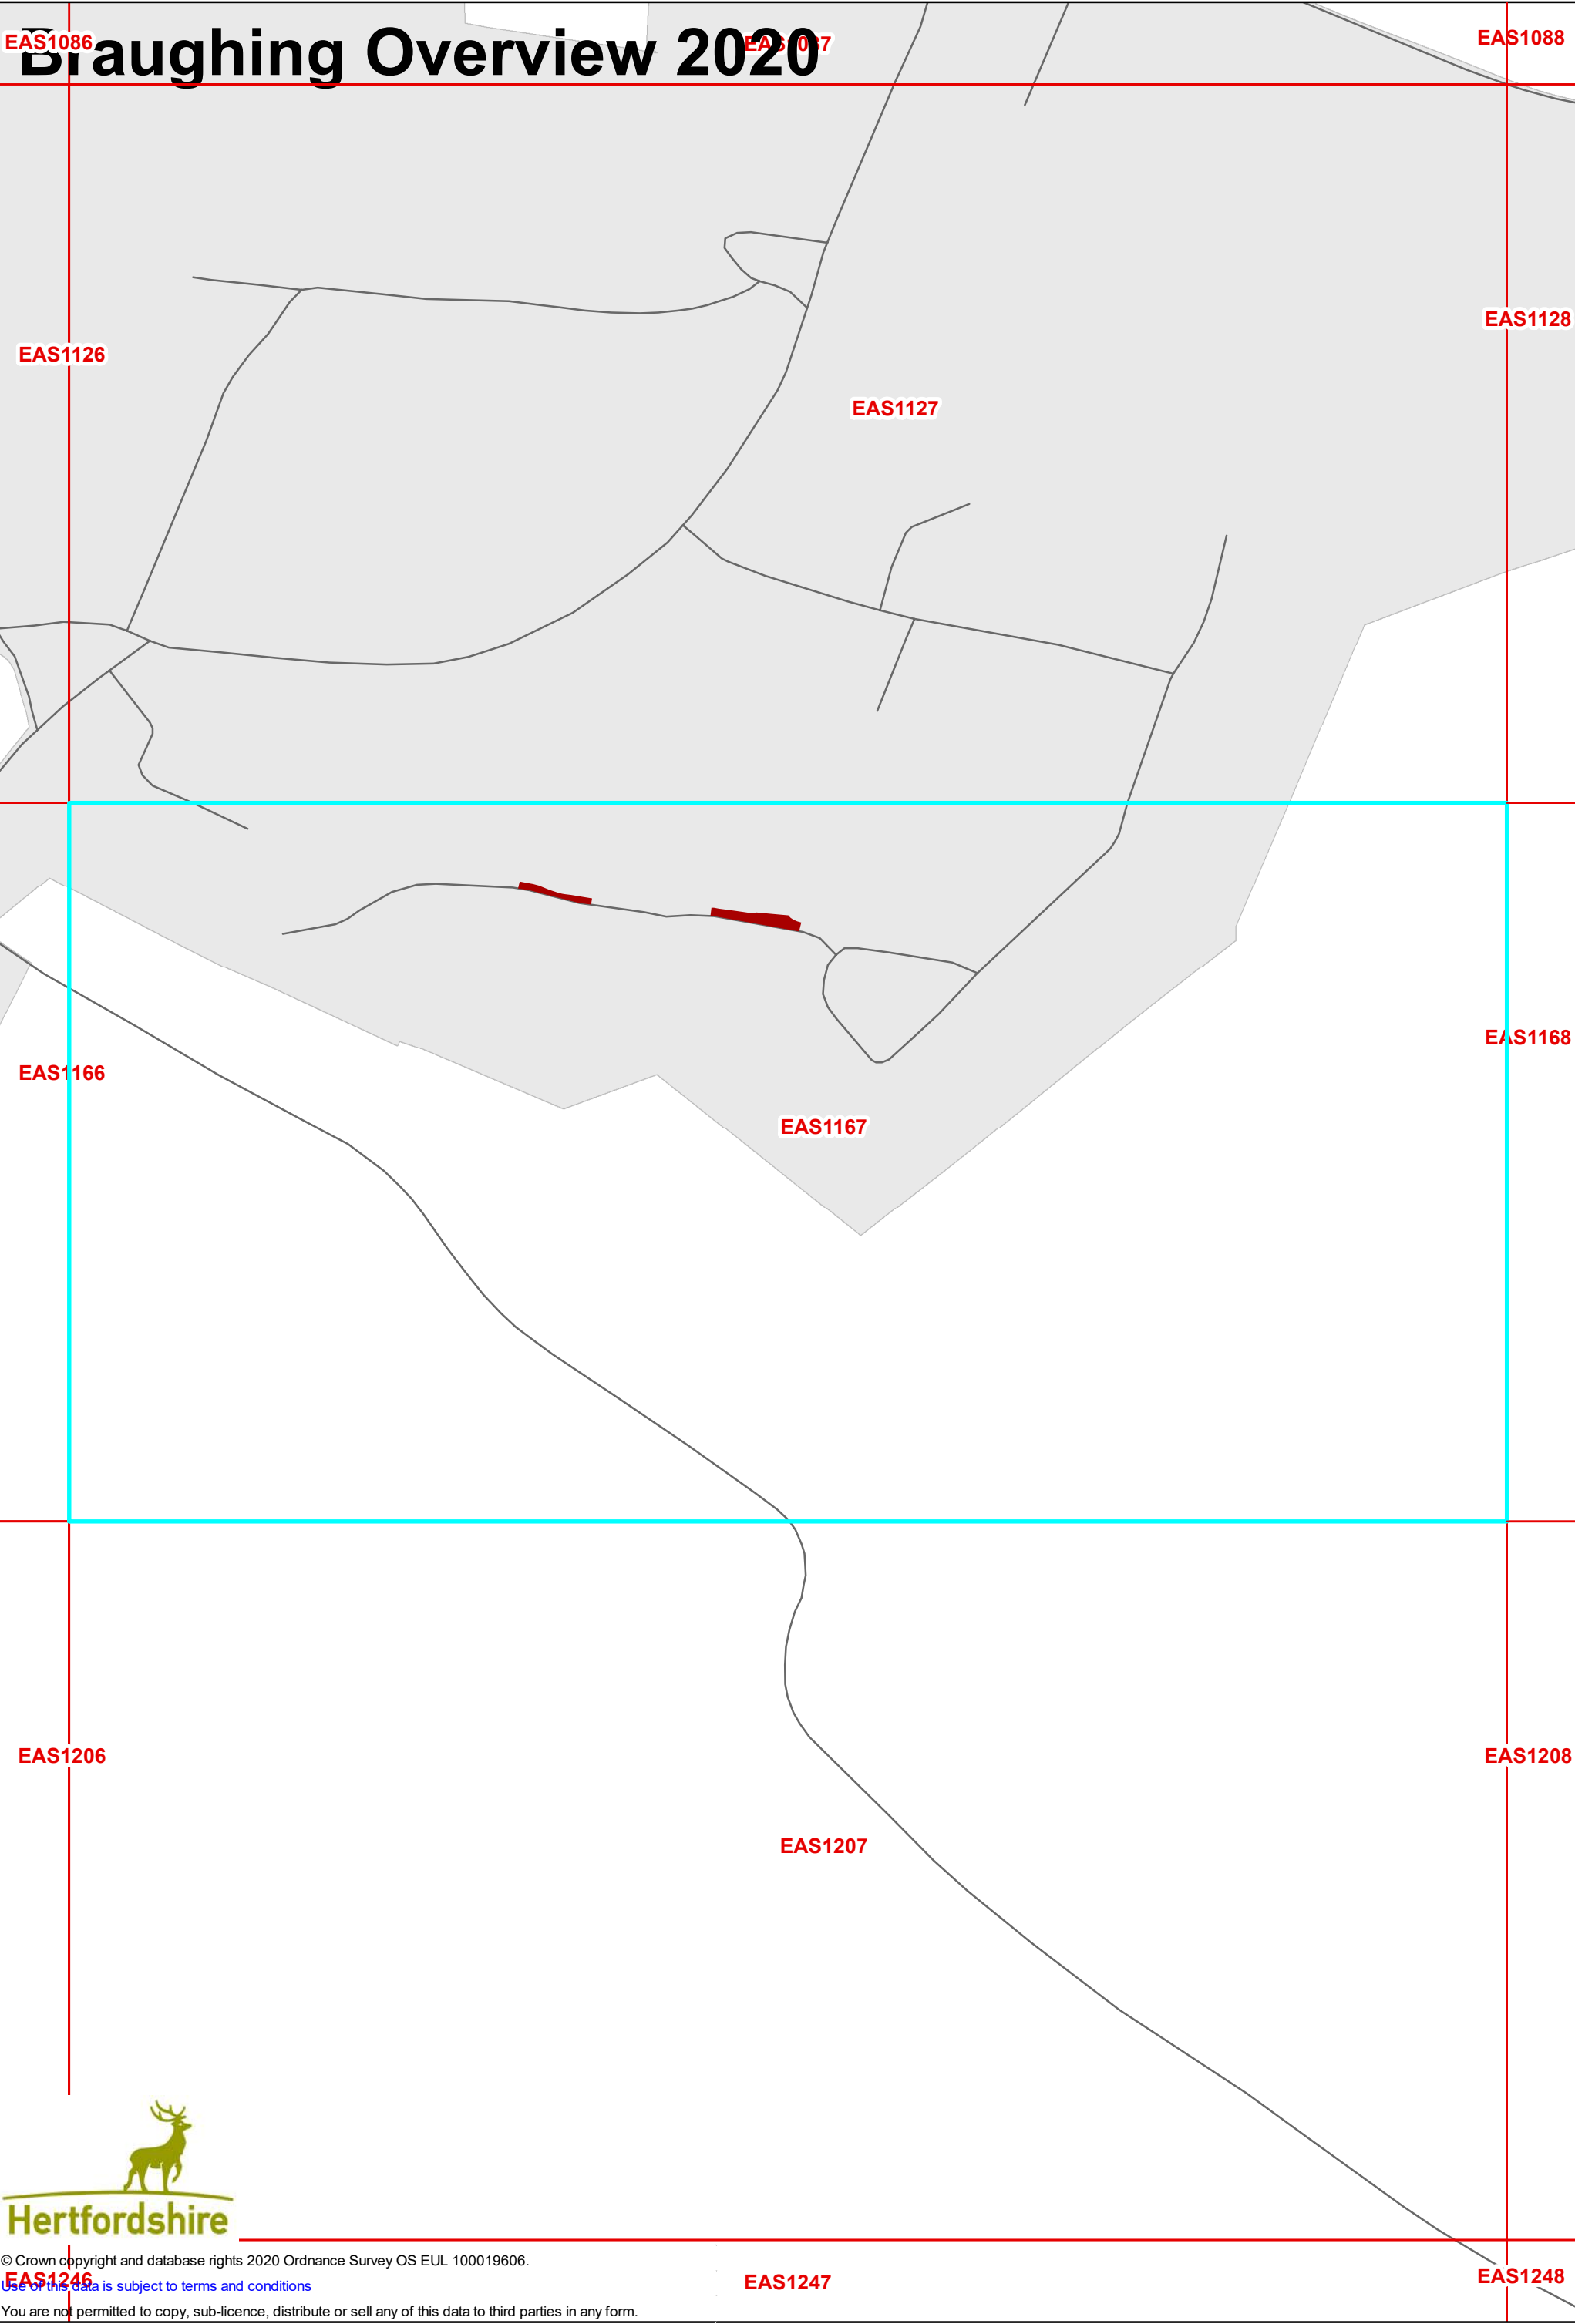 Braughing Overview 2020
EAS1086
EAS1087
EAS1088
EAS1126
EAS1127
EAS1128
EAS1166
EAS1167
EAS1168
EAS1206
EAS1207
EAS1208
Hertfordshire
© Crown copyright and database rights 2020 Ordnance Survey OS EUL 100019606.
EAS1246
Use of this data is subject to terms and conditions
EAS1247
EAS1248
You are not permitted to copy, sub-licence, distribute or sell any of this data to third parties in any form.